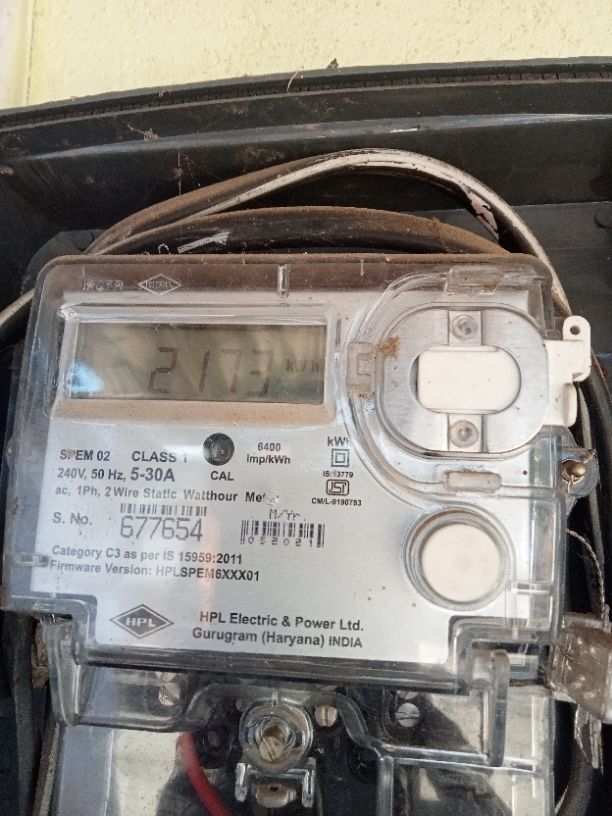 2173 kWh
SPEM 02 CLASS 1
6400 imp/kWh
kWh
240V, 50 Hz, 5-30A
CAL
IS:13779
ac, 1Ph, 2 Wire Static Watthour
CM/L-9190783
M/Yr.
S. No. 677654
052021
Category C3 as per IS 15959:2011
Firmware Version: HPLSPEM6XXX01
HPL
HPL Electric & Power Ltd.
Gurugram (Haryana) INDIA